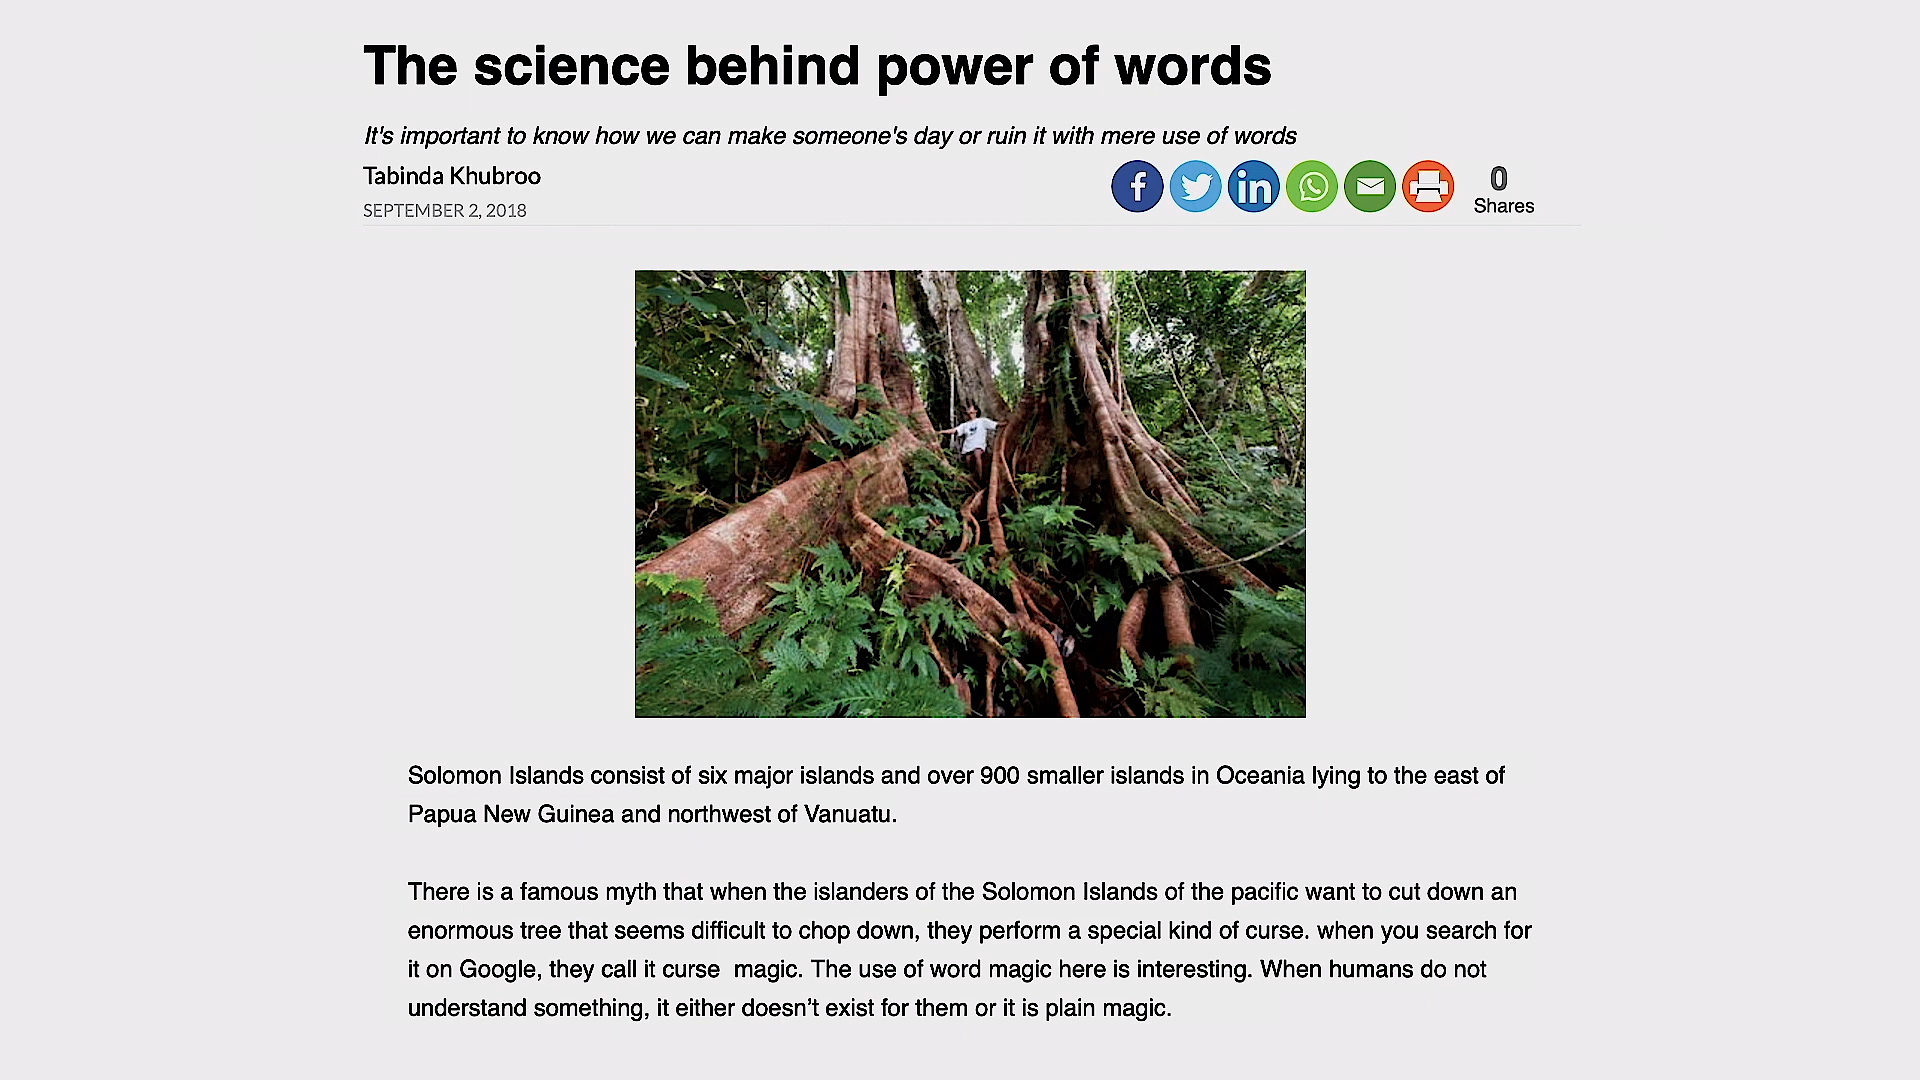 The science behind power of words
It's important to know how we can make someone's day or ruin it with mere use of words
Tabinda Khubroo
SEPTEMBER 2, 2018
f
in
0
Shares
Solomon Islands consist of six major islands and over 900 smaller islands in Oceania lying to the east of
Papua New Guinea and northwest of Vanuatu.
There is a famous myth that when the islanders of the Solomon Islands of the pacific want to cut down an
enormous tree that seems difficult to chop down, they perform a special kind of curse. when you search for
it on Google, they call it curse  magic. The use of word magic here is interesting. When humans do not
understand something, it either doesn’t exist for them or it is plain magic.